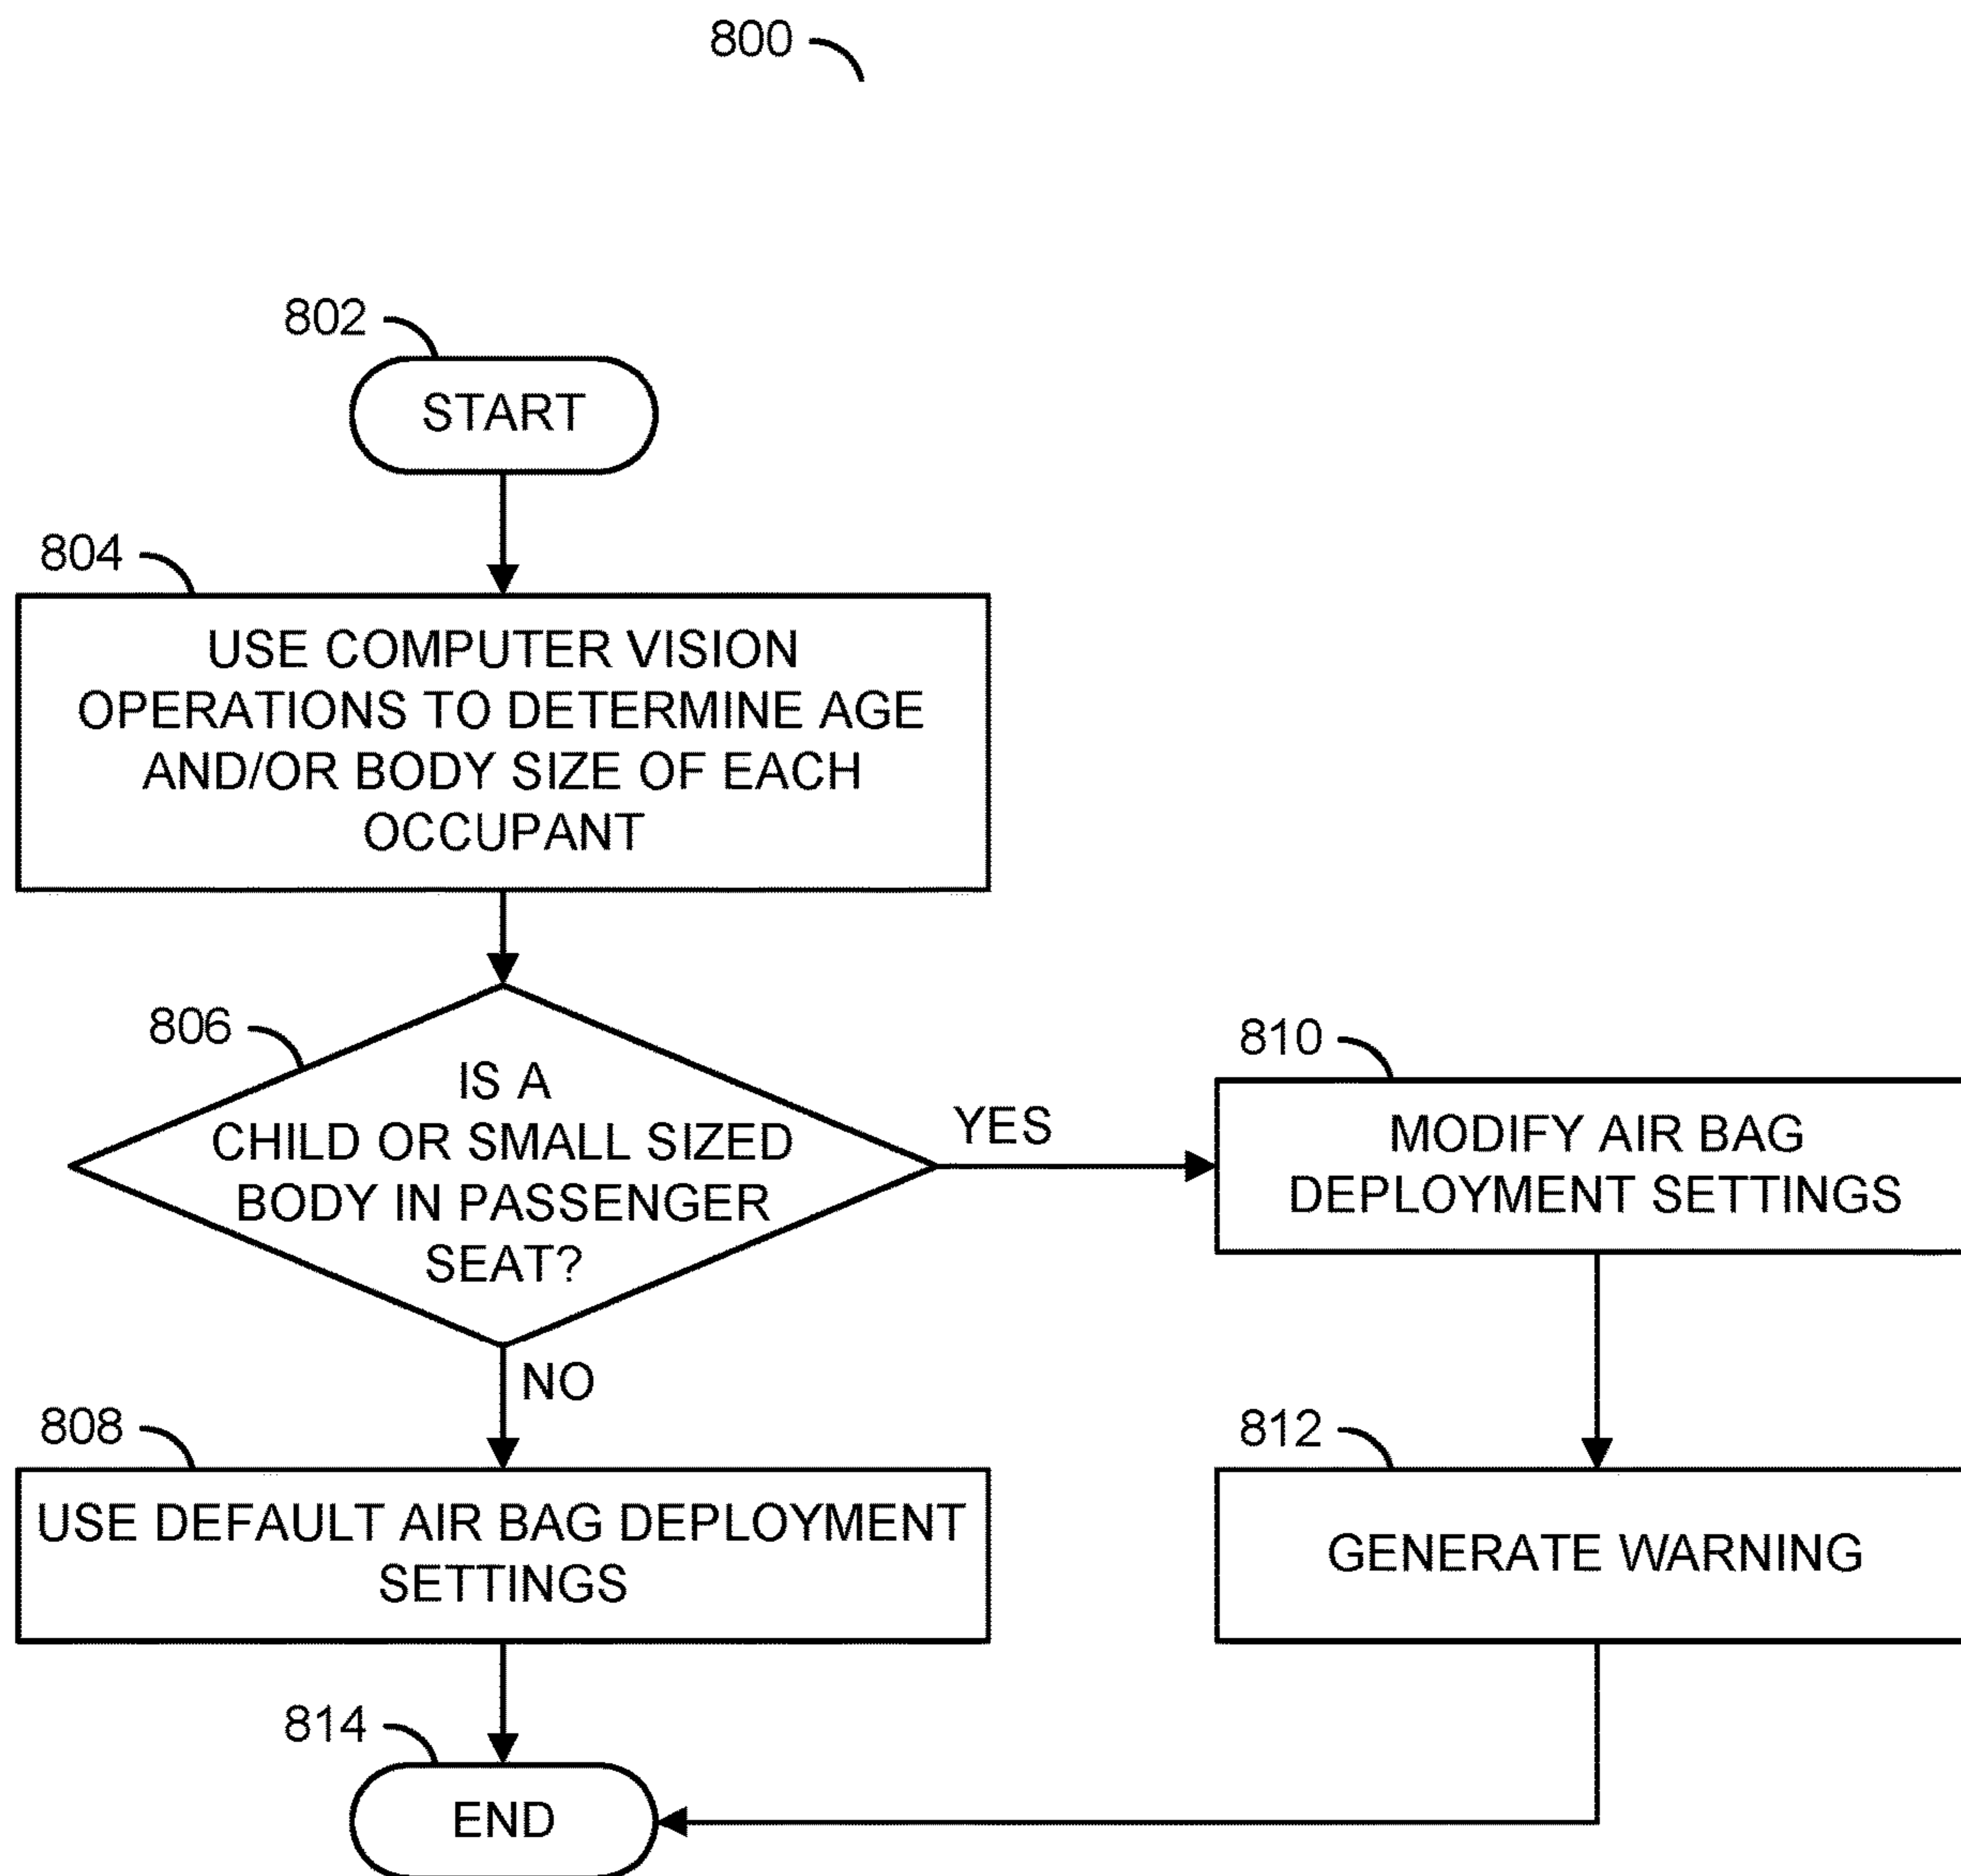 800
802
START
804
USE COMPUTER VISION
OPERATIONS TO DETERMINE AGE
AND/OR BODY SIZE OF EACH
OCCUPANT
806
IS A
CHILD OR SMALL SIZED
BODY IN PASSENGER
SEAT?
YES
810
MODIFY AIR BAG
DEPLOYMENT SETTINGS
NO
808
USE DEFAULT AIR BAG DEPLOYMENT
SETTINGS
812
GENERATE WARNING
814
END